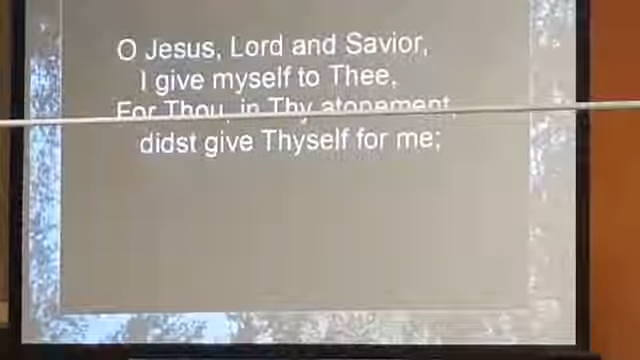 O Jesus, Lord and Savior,
I give myself to Thee,
For Thou, in Thy atonement,
didst give Thyself for me;